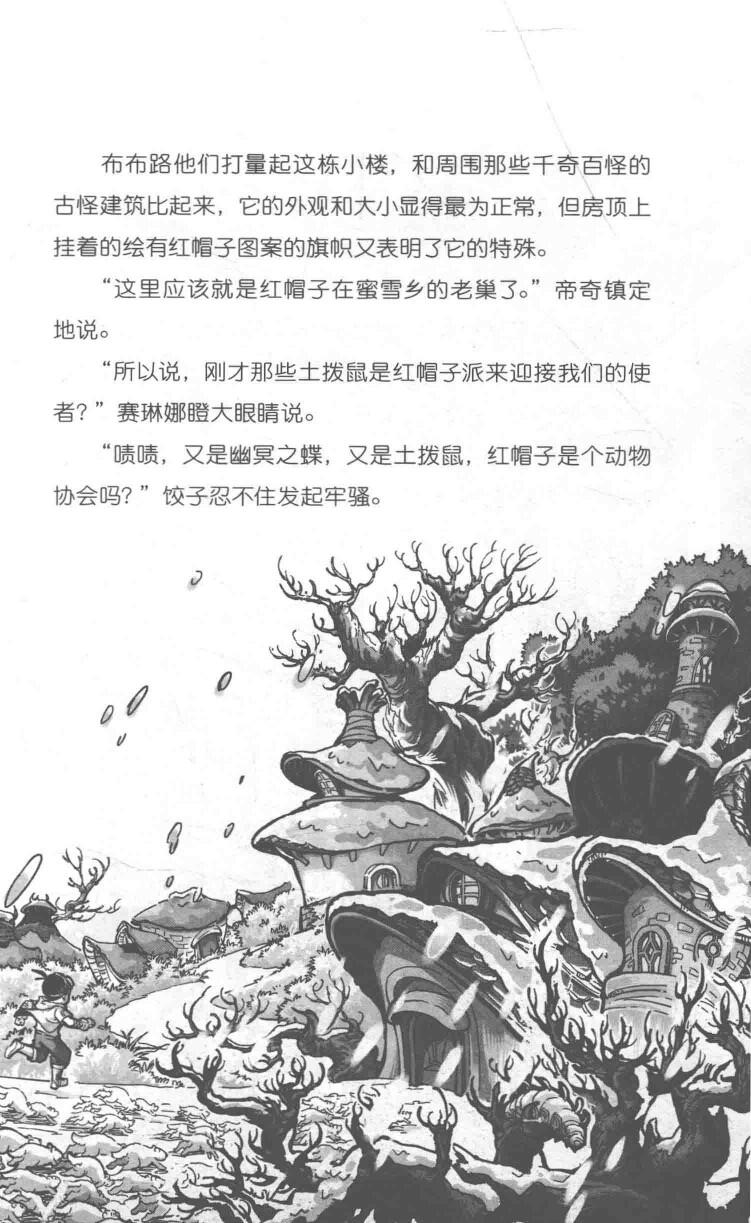 布布路他们打量起这栋小楼，和周围那些千奇百怪的
古怪建筑比起来，它的外观和大小显得最为正常，但房顶上
挂着的绘有红帽子图案的旗帜又表明了它的特殊。
“这里应该就是红帽子在蜜雪乡的老巢了。”帝奇镇定
地说。
“所以说，刚才那些土拨鼠是红帽子派来迎接我们的使
者？”赛琳娜瞪大眼睛说。
“啧啧，又是幽冥之蝶，又是土拨鼠，红帽子是个动物
协会吗？”饺子忍不住发起牢骚。